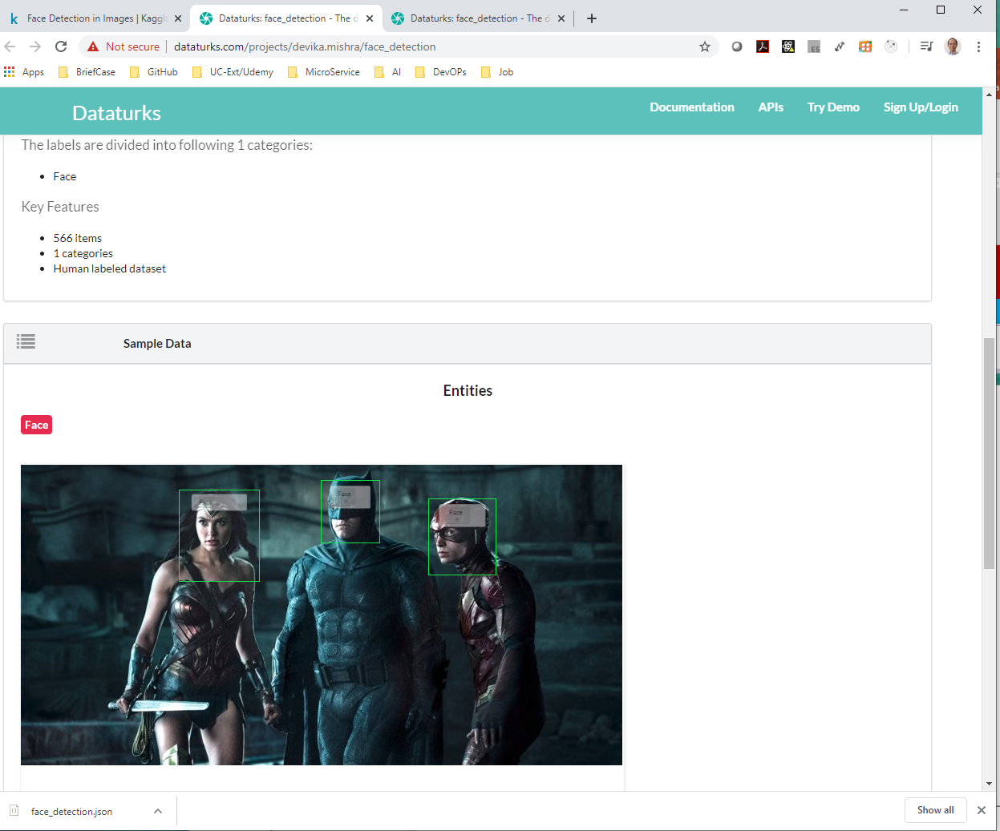 Face Detection in Images | Kaggl
Dataturks: face_detection - The d
Dataturks: face_detection - The d
Not secure
dataturks.com/projects/devika.mishra/face_detection
ES
Apps
BriefCase
GitHub
UC-Ext/Udemy
MicroService
AI
DevOPs
Job
Dataturks
Documentation
APIs
Try Demo
Sign Up/Login
The labels are divided into following 1 categories:
Face
Key Features
566 items
1 categories
Human labeled dataset
Sample Data
Entities
Face
Face
Face
face_detection.json
Show all